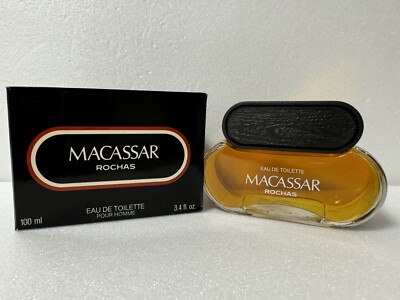 MACASSAR
ROCHAS
EAU DE TOILETTE
POUR HOMME
100 ml
3.4 fl. oz.
EAU DE TOILETTE
MACASSAR
ROCHAS